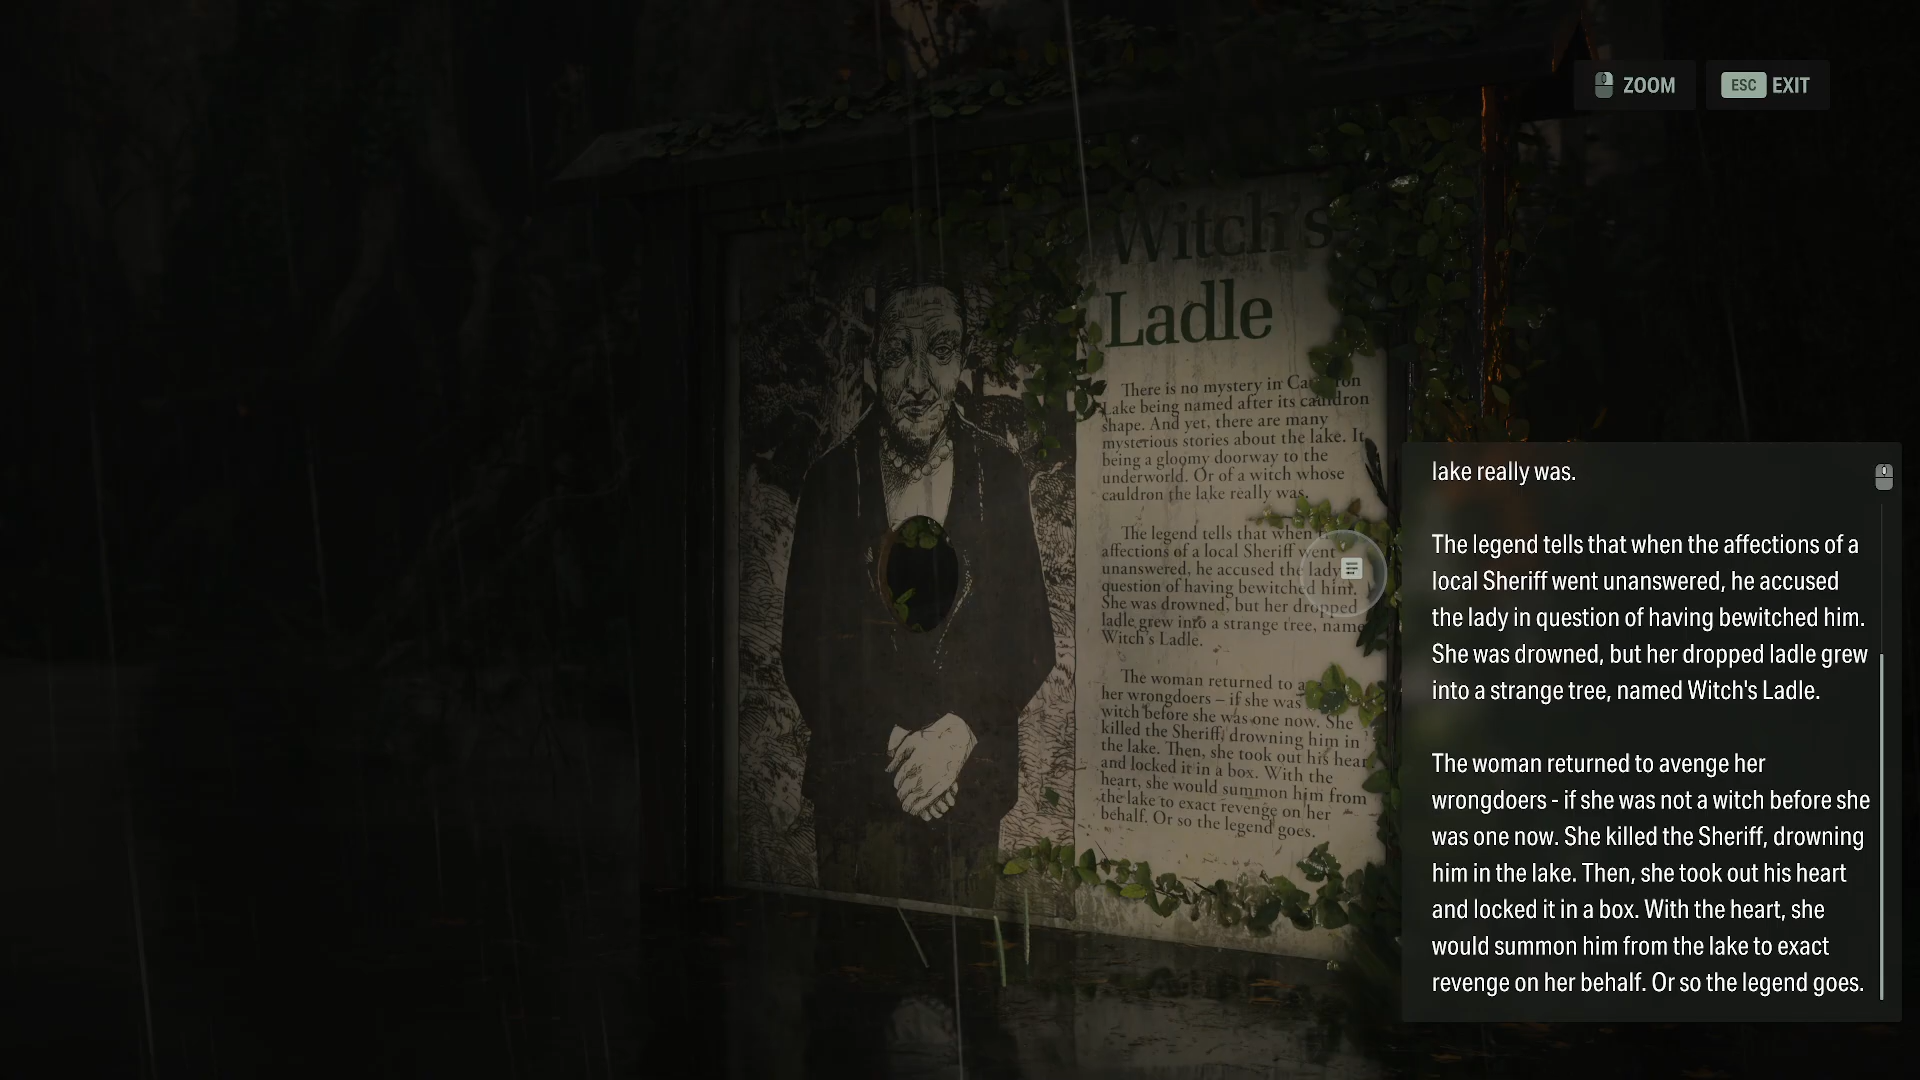 ZOOM
ESC EXIT
Witch's
Ladle
There is no mystery in
Lake being named after its cauldron
shape. And yet, there are many
mysterious stories about the lake. It
being a gloomy doorway to the
underworld. Or of a witch whose
cauldron the lake really was.
The legend tells that when
affections of a local Sheriff went
unanswered, he accused the lady
question of having bewitched him.
She was drowned, but her dropped
ladle grew into a strange tree, name
Witch's Ladle.
The woman returned to a
her wrongdoers – if she was
witch before she was one now. She
killed the Sheriff, drowning him in
the lake. Then, she took out his hear
and locked it in a box. With the
heart, she would summon him from
the lake to exact revenge on her
behalf. Or so the legend goes.
lake really was.
The legend tells that when the affections of a
local Sheriff went unanswered, he accused
the lady in question of having bewitched him.
She was drowned, but her dropped ladle grew
into a strange tree, named Witch's Ladle.
The woman returned to avenge her
wrongdoers - if she was not a witch before she
was one now. She killed the Sheriff, drowning
him in the lake. Then, she took out his heart
and locked it in a box. With the heart, she
would summon him from the lake to exact
revenge on her behalf. Or so the legend goes.